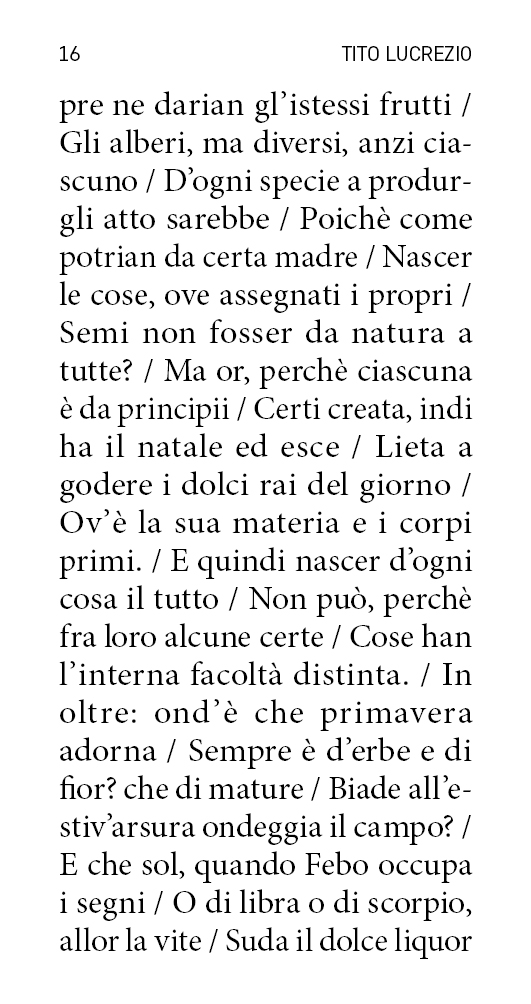 16 TITO LUCREZIO
pre ne darian gl’istessi frutti /
Gli alberi, ma diversi, anzi cia-
scuno / D’ogni specie a produr-
gli atto sarebbe / Poichè come
potrian da certa madre / Nascer
le cose, ove assegnati i propri /
Semi non fosser da natura a
tutte? / Ma or, perchè ciascuna
è da principii / Certi creata, indi
ha il natale ed esce / Lieta a
godere i dolci rai del giorno /
Ov’è la sua materia e i corpi
primi. / E quindi nascer d’ogni
cosa il tutto / Non può, perchè
fra loro alcune certe / Cose han
l’interna facoltà distinta. / In
oltre: ond’è che primavera
adorna / Sempre è d’erbe e di
fior? che di mature / Biade all’e-
stiv’arsura ondeggia il campo? /
E che sol, quando Febo occupa
i segni / O di libra o di scorpio,
allor la vite / Suda il dolce liquor